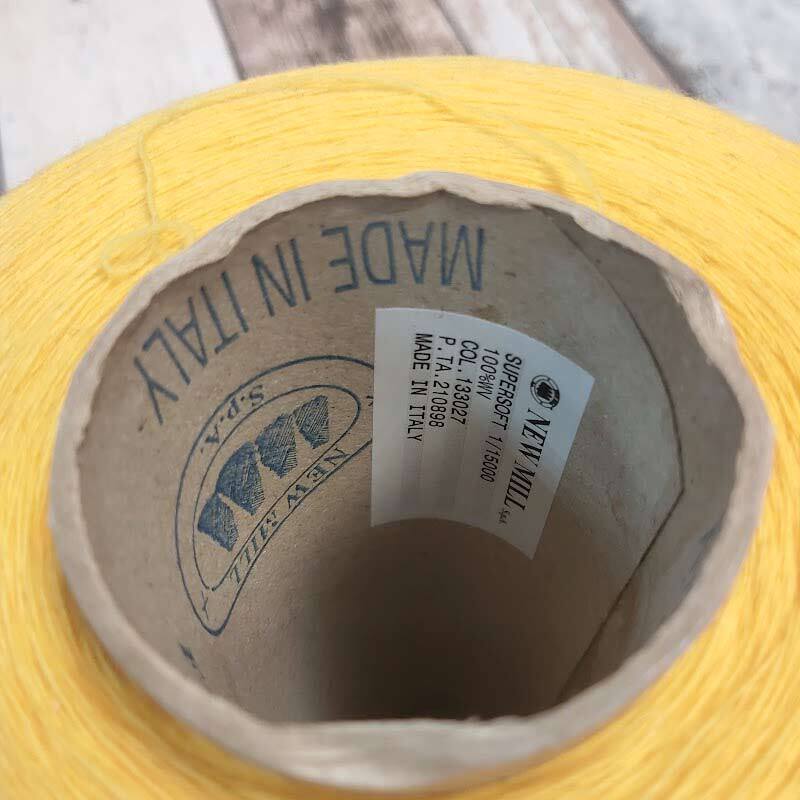 MADE IN ITALY
NEW MILL
S.P.A.
NEW MILL S.p.A.
SUPERSOFT 1/15000
100%WV
COL.133027
P.TA.210898
MADE IN ITALY